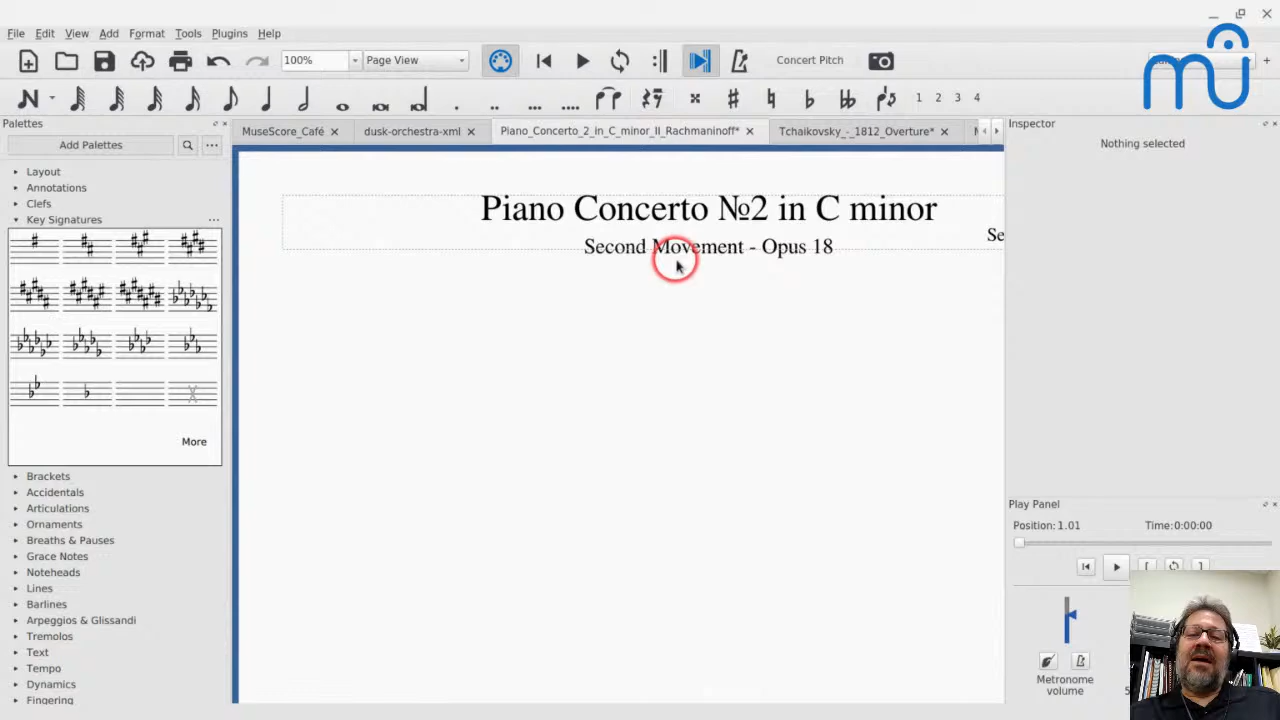 File Edit View Add Format Tools Plugins Help
100% Page View Concert Pitch
1 2 3 4
Palettes
Add Palettes
Layout
Annotations
Clefs
Key Signatures
More
Brackets
Accidentals
Articulations
Ornaments
Breaths & Pauses
Grace Notes
Noteheads
Lines
Barlines
Arpeggios & Glissandi
Tremolos
Text
Tempo
Dynamics
Fingering
MuseScore_Café dusk-orchestra-xml Piano_Concerto_2_in_C_minor_II_Rachmaninoff* Tchaikovsky_-_1812_Overture*
Piano Concerto №2 in C minor
Second Movement - Opus 18
Se
Inspector
Nothing selected
Play Panel
Position: 1.01 Time: 0:00:00
Metronome
volume